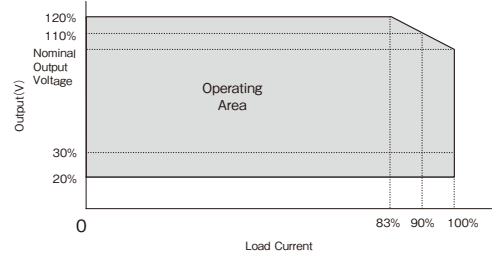 120%
110%
Nominal
Output
Voltage
Output(V)
Operating
Area
30%
20%
0
83% 90% 100%
Load Current